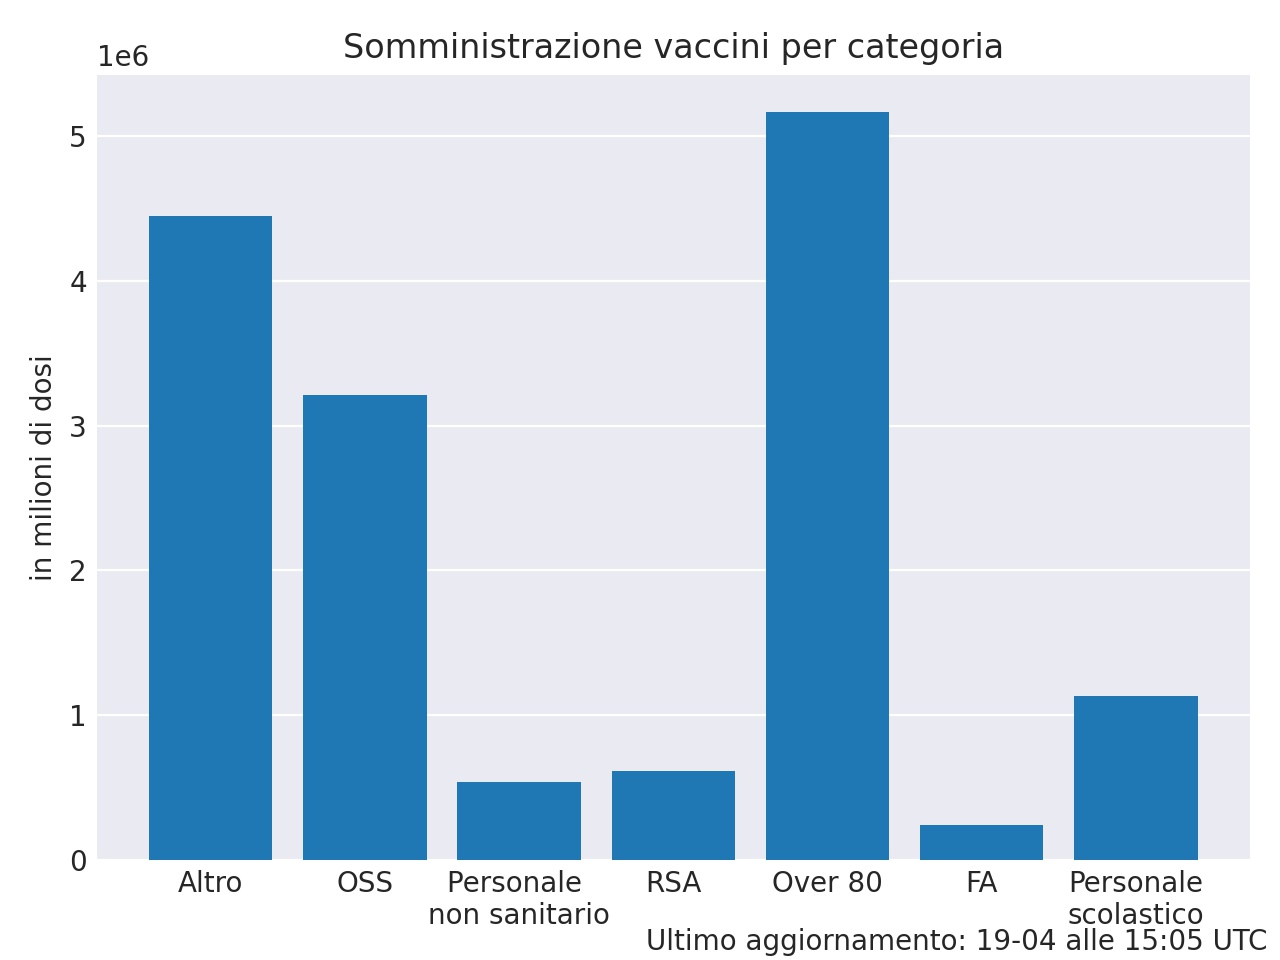 Somministrazione vaccini per categoria
1e6
5
4
3
2
1
0
in milioni di dosi
Altro
OSS
Personale
non sanitario
RSA
Over 80
FA
Personale
scolastico
Ultimo aggiornamento: 19-04 alle 15:05 UTC